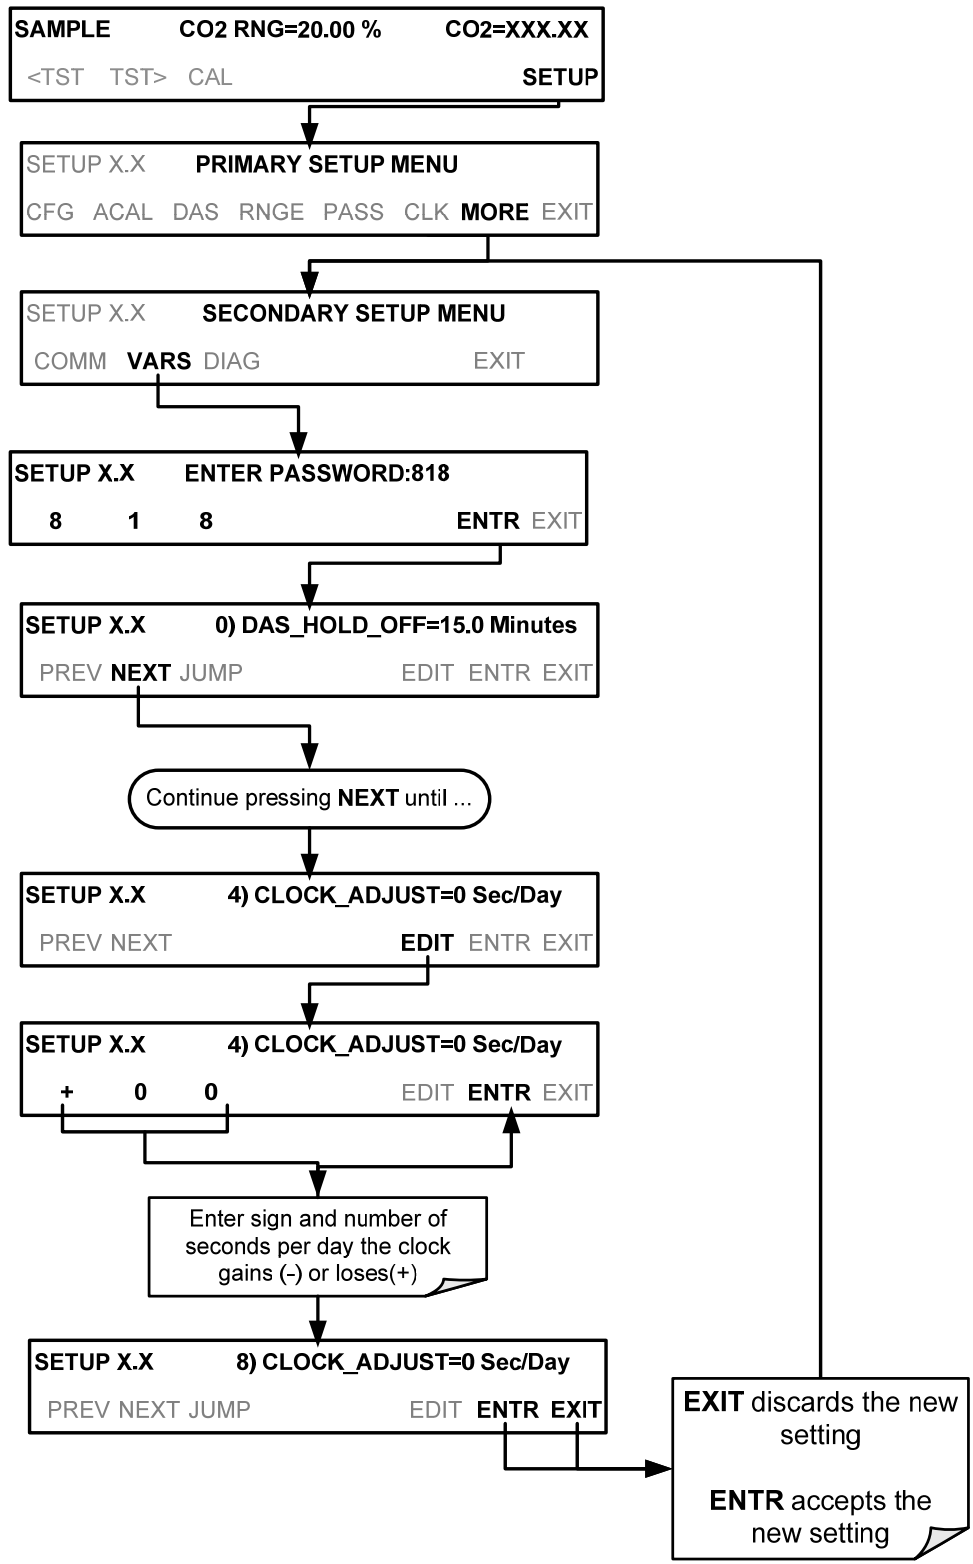 SAMPLE CO2 RNG=20.00 % CO2=XXX.XX
<TST TST> CAL SETUP
SETUP X.X PRIMARY SETUP MENU
CFG ACAL DAS RNGE PASS CLK MORE EXIT
SETUP X.X SECONDARY SETUP MENU
COMM VARS DIAG EXIT
SETUP X.X ENTER PASSWORD:818
8 1 8 ENTR EXIT
SETUP X.X 0) DAS_HOLD_OFF=15.0 Minutes
PREV NEXT JUMP EDIT ENTR EXIT
Continue pressing NEXT until ...
SETUP X.X 4) CLOCK_ADJUST=0 Sec/Day
PREV NEXT EDIT ENTR EXIT
SETUP X.X 4) CLOCK_ADJUST=0 Sec/Day
+ 0 0 EDIT ENTR EXIT
Enter sign and number of
seconds per day the clock
gains (-) or loses(+)
SETUP X.X 8) CLOCK_ADJUST=0 Sec/Day
PREV NEXT JUMP EDIT ENTR EXIT
EXIT discards the new
setting
ENTR accepts the
new setting